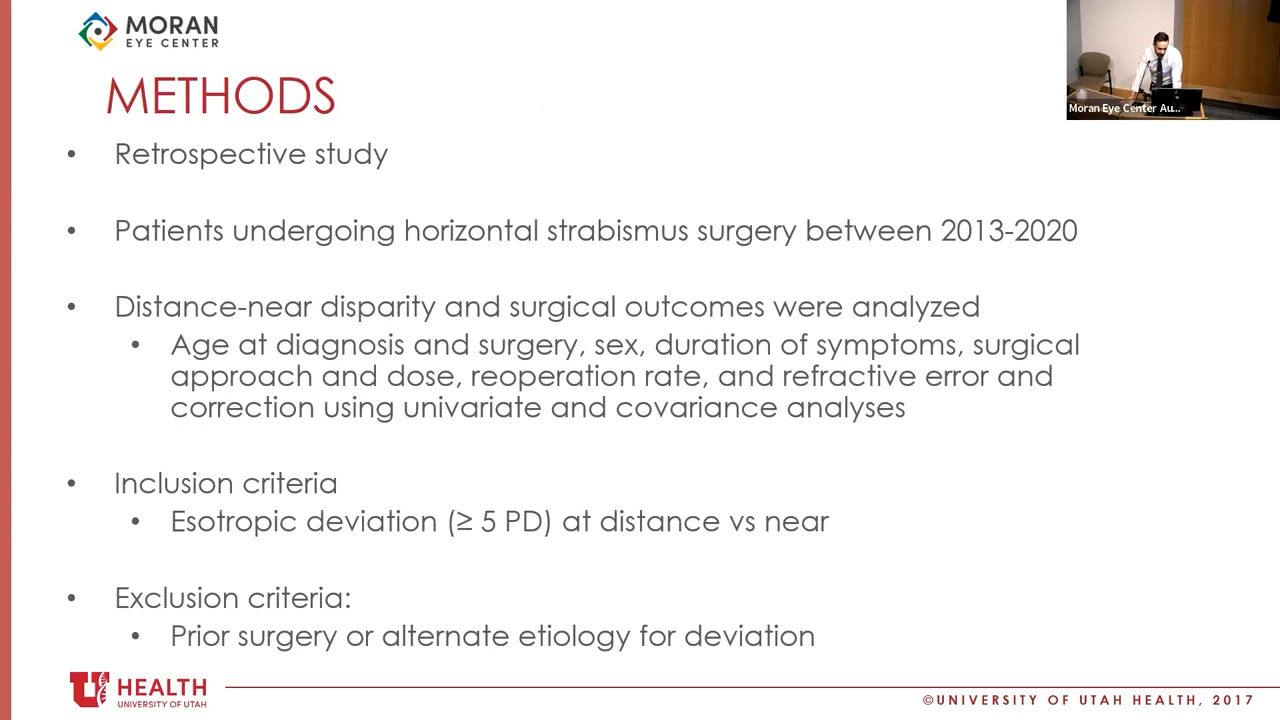 MORAN
EYE CENTER
Moran Eye Center Au...
METHODS
• Retrospective study
• Patients undergoing horizontal strabismus surgery between 2013-2020
• Distance-near disparity and surgical outcomes were analyzed
• Age at diagnosis and surgery, sex, duration of symptoms, surgical
approach and dose, reoperation rate, and refractive error and
correction using univariate and covariance analyses
• Inclusion criteria
• Esotropic deviation (≥ 5 PD) at distance vs near
• Exclusion criteria:
• Prior surgery or alternate etiology for deviation
U HEALTH
UNIVERSITY OF UTAH
©UNIVERSITY OF UTAH HEALTH, 2017